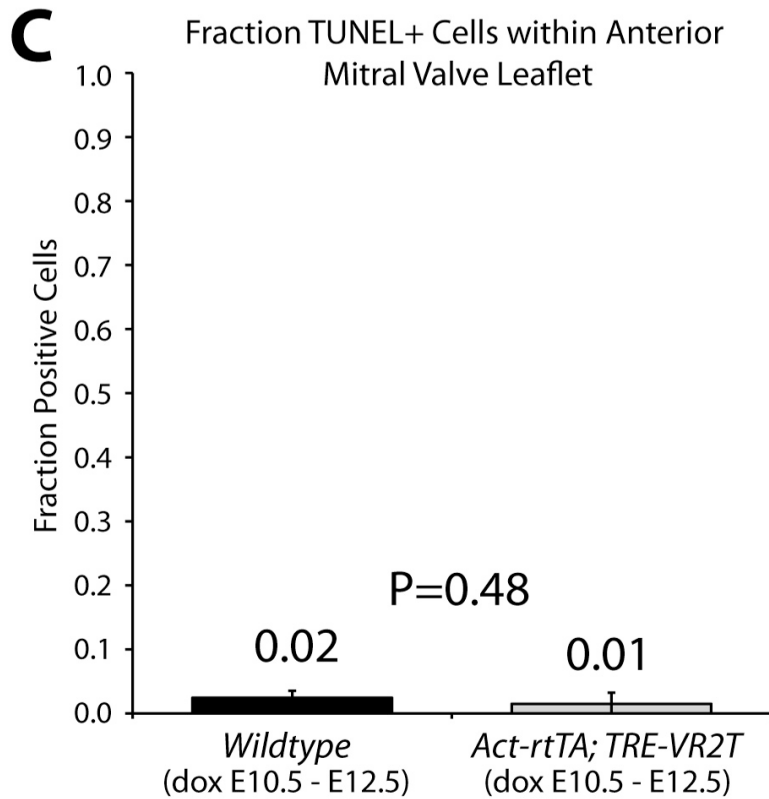 C
Fraction TUNEL+ Cells within Anterior
Mitral Valve Leaflet
Fraction Positive Cells
1.0
0.9
0.8
0.7
0.6
0.5
0.4
0.3
0.2
0.1
0.0
P=0.48
0.02
0.01
Wildtype
(dox E10.5 - E12.5)
Act-rtTA; TRE-VR2T
(dox E10.5 - E12.5)